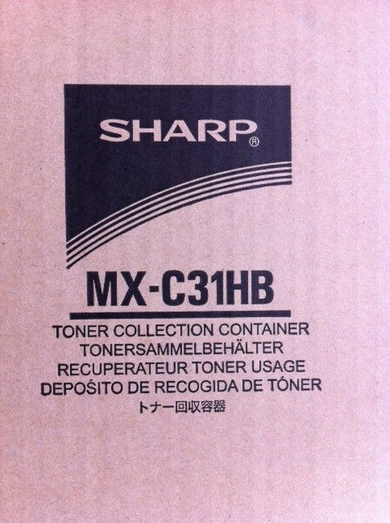 SHARP®
MX-C31HB
TONER COLLECTION CONTAINER
TONERSAMMELBEHÄLTER
RECUPERATEUR TONER USAGE
DEPOŚITO DE RECOGIDA DE TÓNER
トナー回収容器